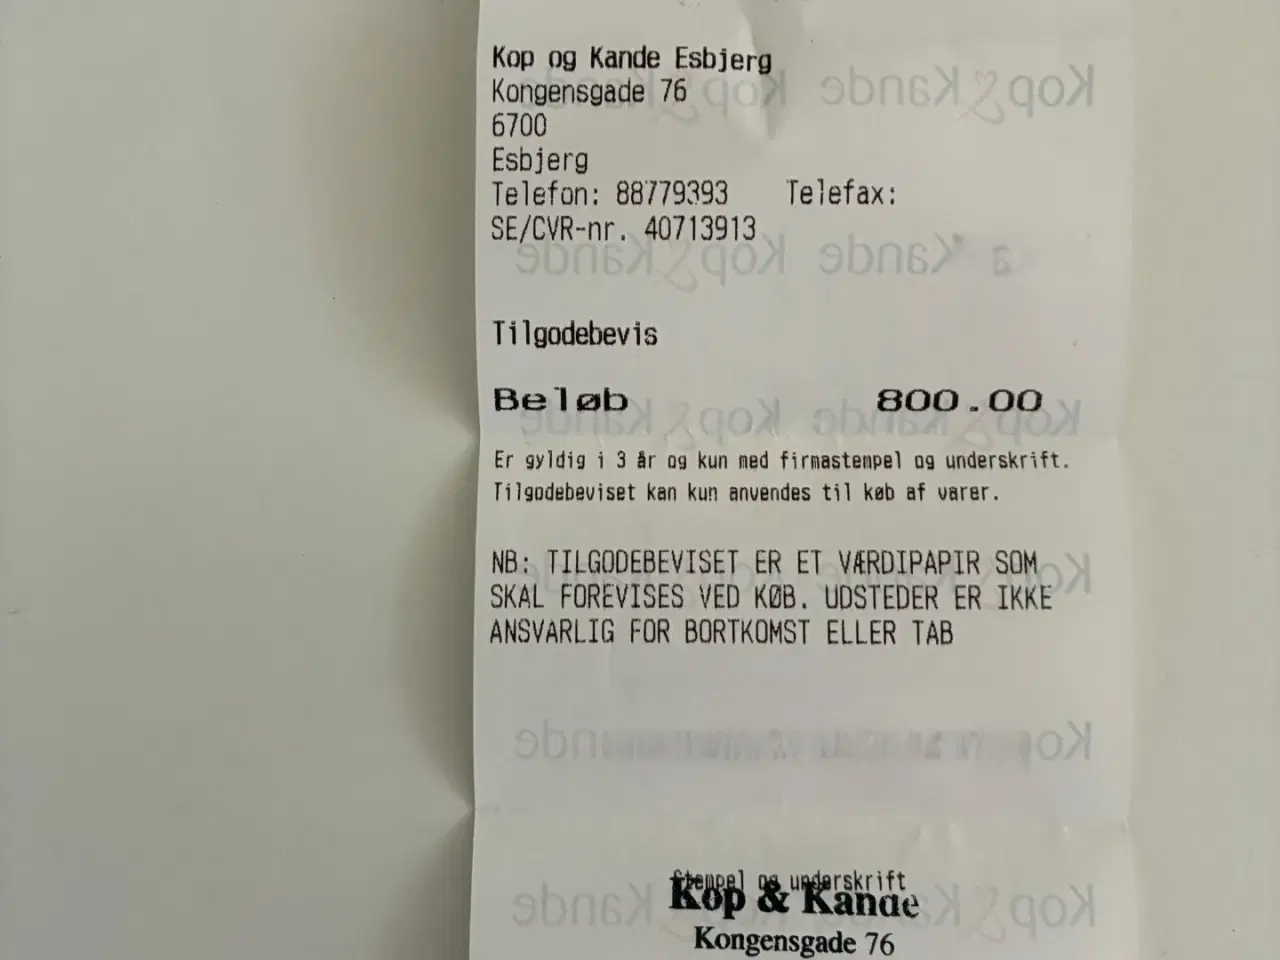 Kop og Kande Esbjerg
Kongensgade 76
6700
Esbjerg
Telefon: 88779393 Telefax:
SE/CVR-nr. 40713913
Tilgodebevis
Beløb 800.00
Er gyldig i 3 år og kun med firmastempel og underskrift.
Tilgodebeviset kan kun anvendes til køb af varer.
NB: TILGODEBEVISET ER ET VÆRDIPAPIR SOM
SKAL FOREVISES VED KØB. UDSTEDER ER IKKE
ANSVARLIG FOR BORTKOMST ELLER TAB
Stempel og underskrift
Kop & Kande
Kongensgade 76